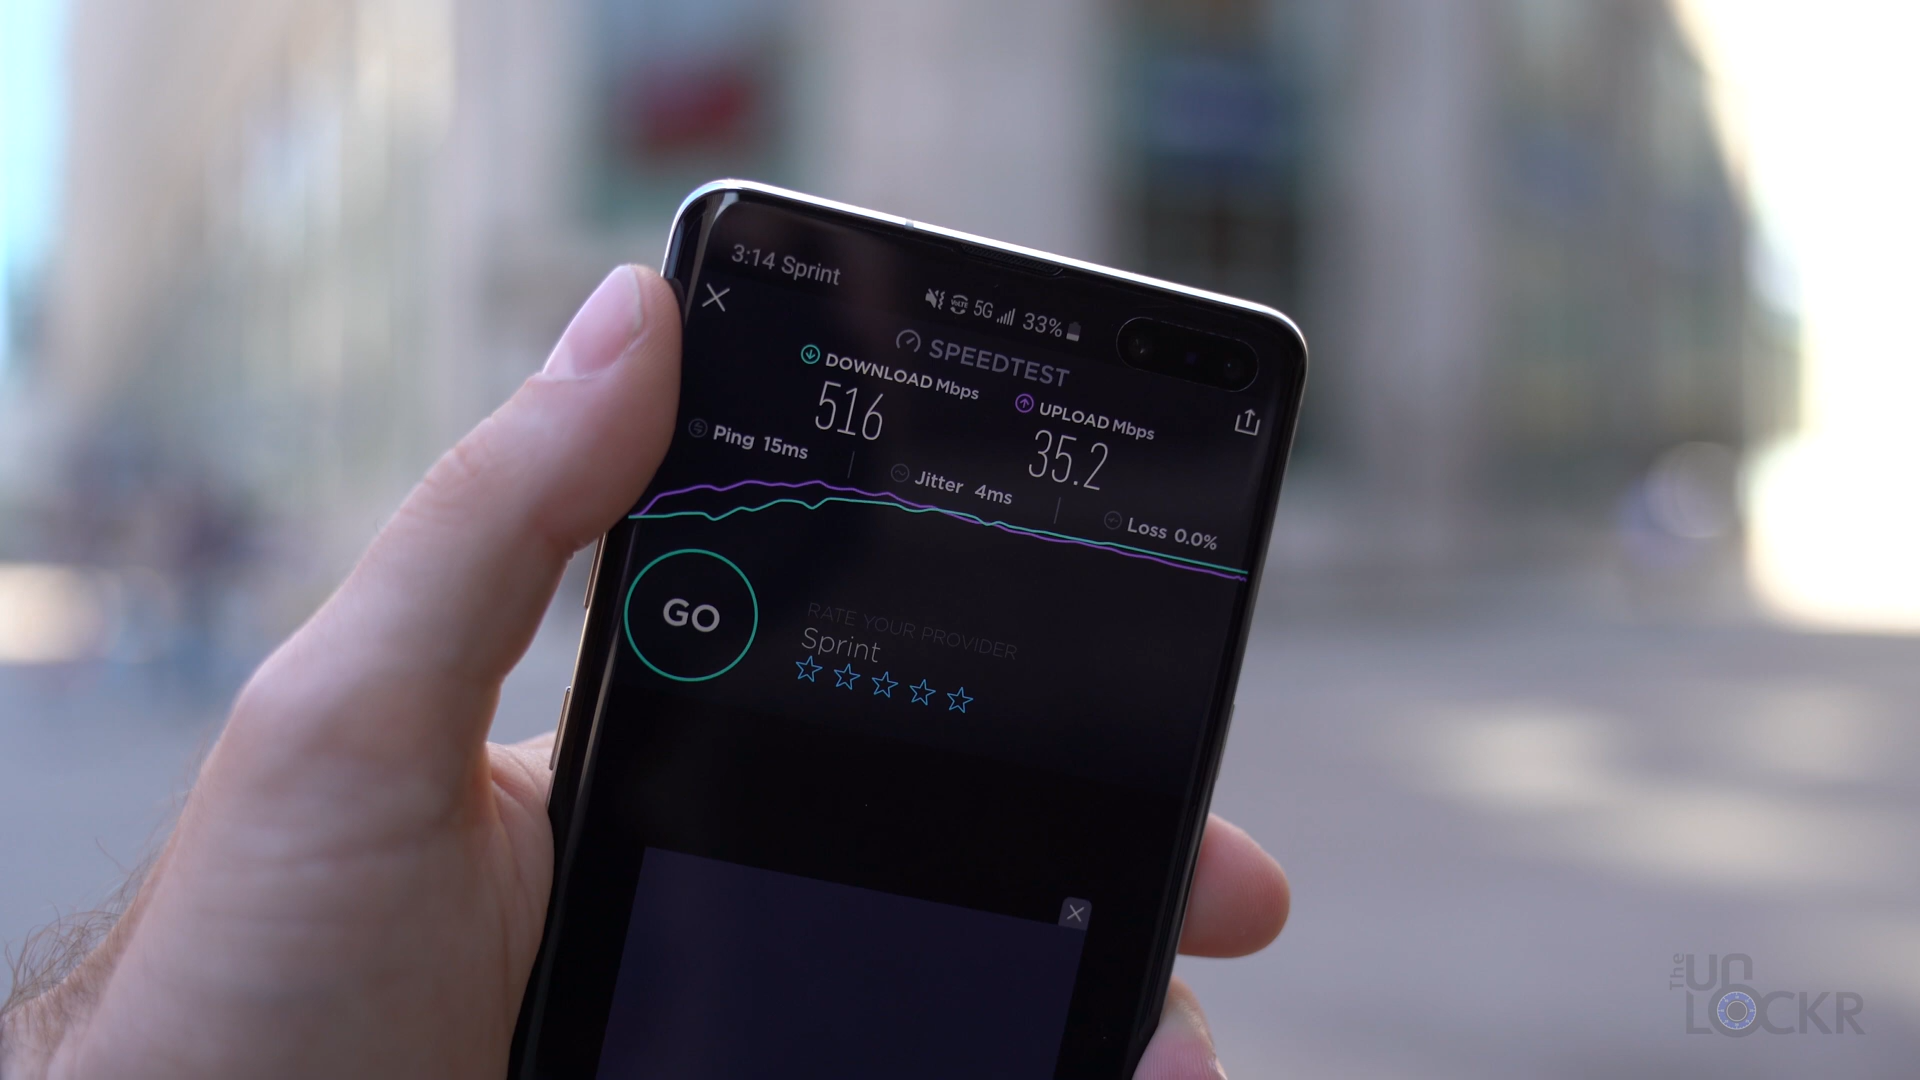 3:14 Sprint
VoLTE 5G 33%
SPEEDTEST
DOWNLOAD Mbps
516
UPLOAD Mbps
35.2
Ping 15ms
Jitter 4ms
Loss 0.0%
GO
RATE YOUR PROVIDER
Sprint
The
UN
LOCKR